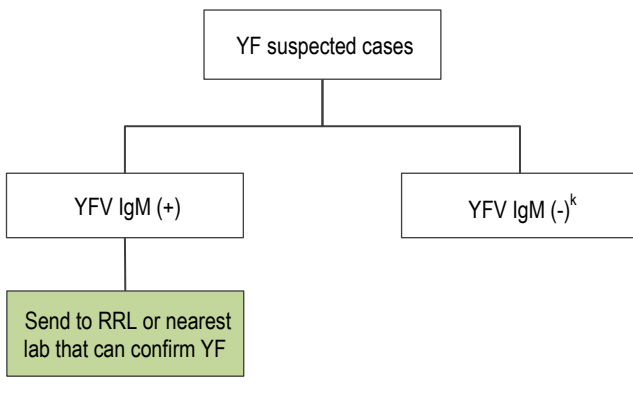 YF suspected cases
YFV IgM (+)
YFV IgM (-)k
Send to RRL or nearest
lab that can confirm YF